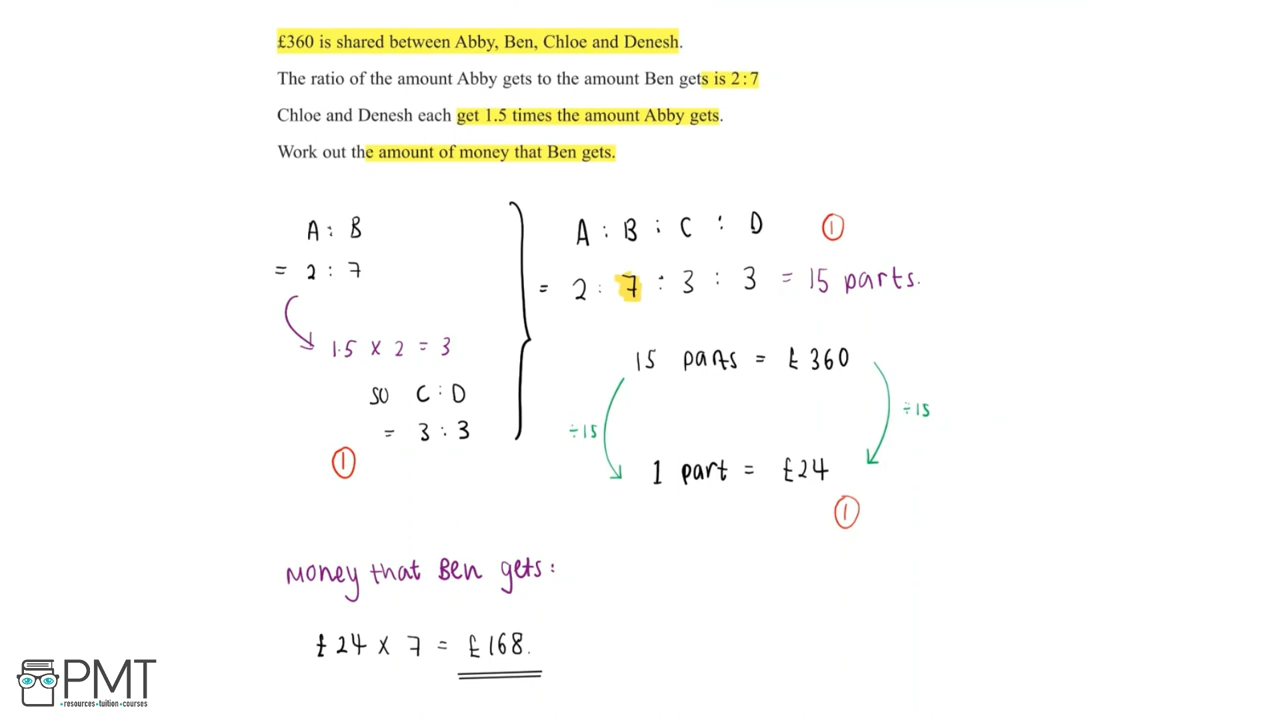 £360 is shared between Abby, Ben, Chloe and Denesh.
The ratio of the amount Abby gets to the amount Ben gets is 2 : 7
Chloe and Denesh each get 1.5 times the amount Abby gets.
Work out the amount of money that Ben gets.
A : B
= 2 : 7
1.5 × 2 = 3
so C : D
= 3 : 3
①
A : B : C : D ①
= 2 : 7 : 3 : 3 = 15 parts.
15 parts = £360
÷15 ÷15
1 part = £24
①
Money that Ben gets:
£24 × 7 = £168.
PMT
•resources•tuition•courses